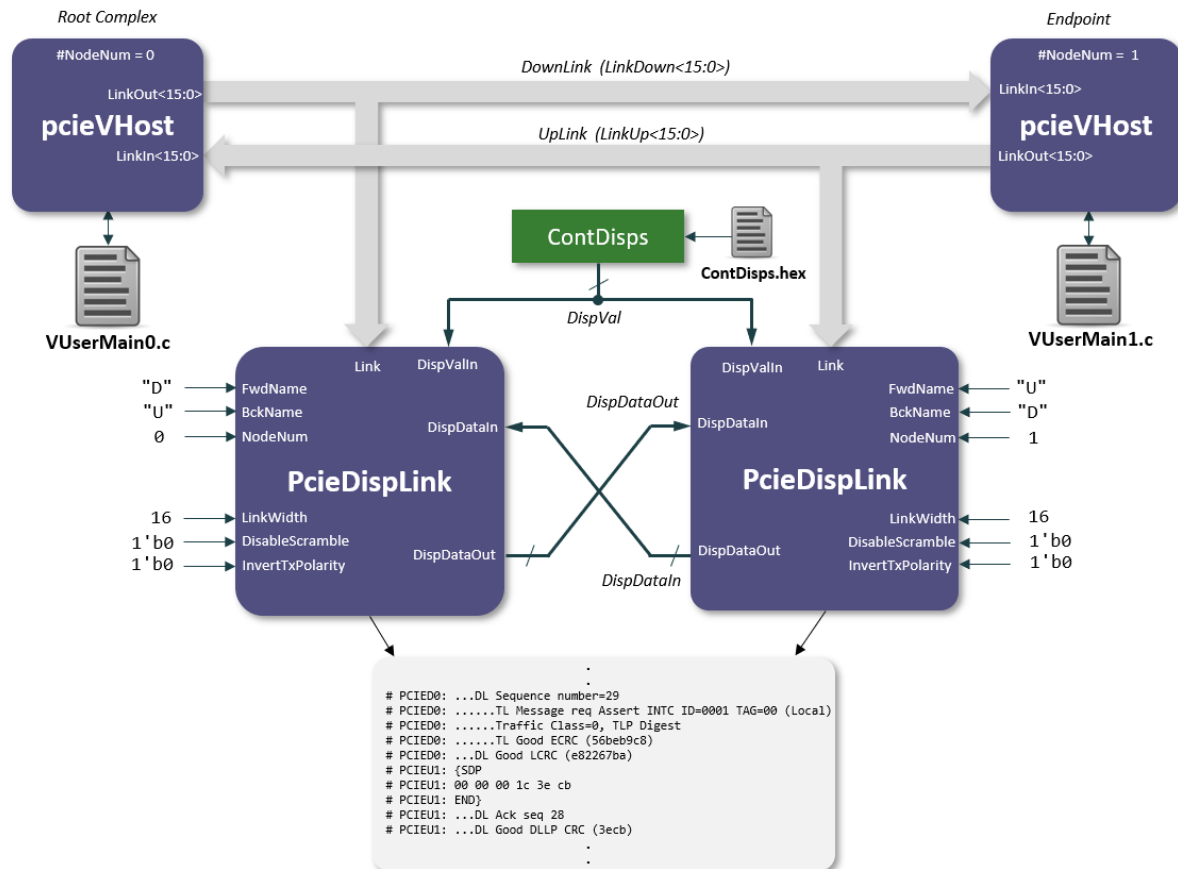 Root Complex
Endpoint
#NodeNum = 0
#NodeNum = 1
DownLink (LinkDown<15:0>)
LinkOut<15:0>
LinkIn<15:0>
pcieVHost
pcieVHost
UpLink (LinkUp<15:0>)
LinkIn<15:0>
LinkOut<15:0>
ContDisps
ContDisps.hex
DispVal
VUserMain0.c
VUserMain1.c
Link
DispValIn
DispValIn
Link
"D"
FwdName
"U"
BckName
0
NodeNum
DispDataIn
DispDataOut
DispDataIn
FwdName
"U"
BckName
"D"
NodeNum
1
PcieDispLink
PcieDispLink
16
LinkWidth
1'b0
DisableScramble
1'b0
InvertTxPolarity
DispDataOut
DispDataOut
DispDataIn
LinkWidth
16
DisableScramble
1'b0
InvertTxPolarity
1'b0
.
.
# PCIED0: ...DL Sequence number=29
# PCIED0: ......TL Message req Assert INTC ID=0001 TAG=00 (Local)
# PCIED0: ......Traffic Class=0, TLP Digest
# PCIED0: ......TL Good ECRC (56beb9c8)
# PCIED0: ...DL Good LCRC (e82267ba)
# PCIEU1: {SDP
# PCIEU1: 00 00 00 1c 3e cb
# PCIEU1: END}
# PCIEU1: ...DL Ack seq 28
# PCIEU1: ...DL Good DLLP CRC (3ecb)
.
.